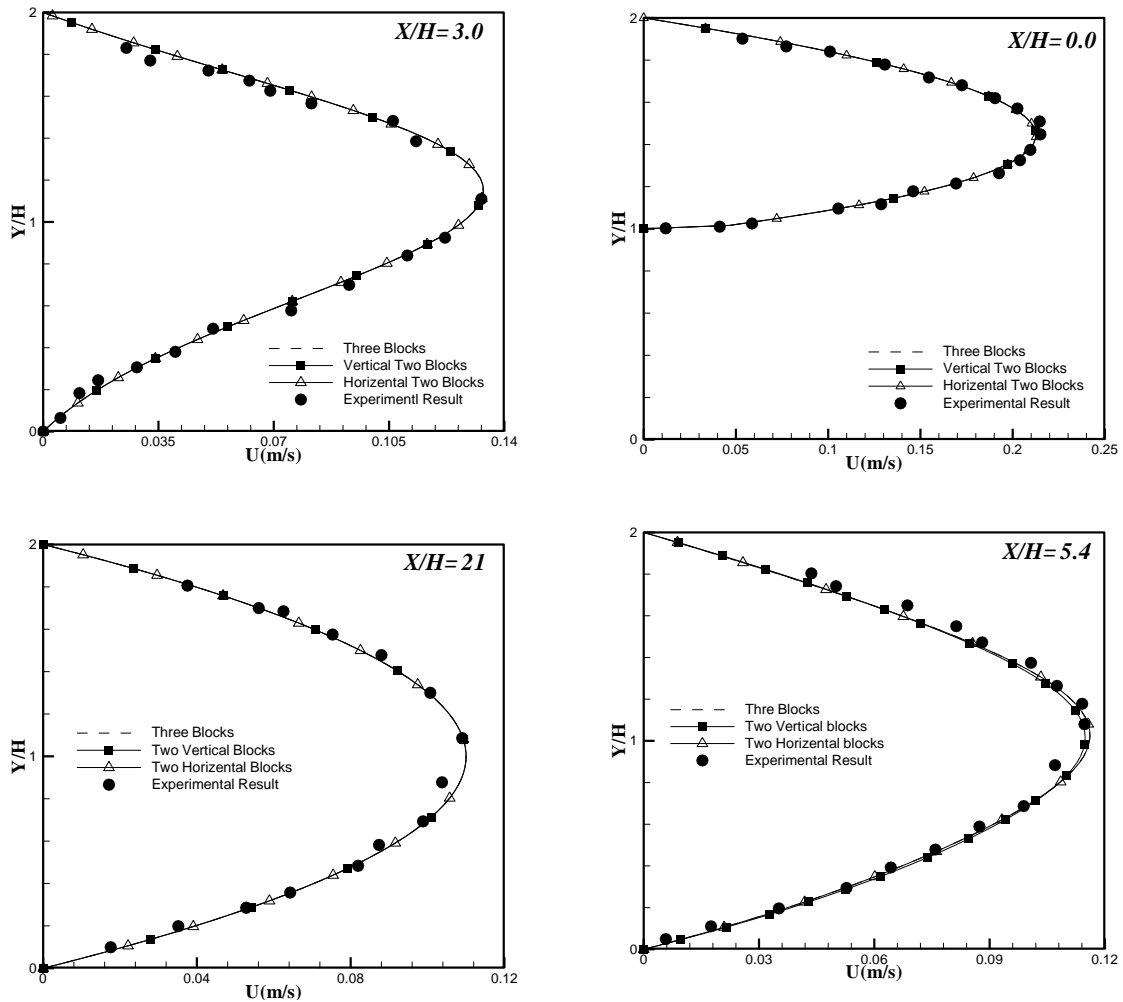 X/H=3.0
Y/H
2
1
0
Three Blocks
Vertical Two Blocks
Horizental Two Blocks
Experimentl Result
0
0.035
0.07
0.105
0.14
U(m/s)
X/H=0.0
Y/H
2
1
0
Three Blocks
Vertical Two Blocks
Horizental Two Blocks
Experimental Result
0
0.05
0.1
0.15
0.2
0.25
U(m/s)
X/H=21
Y/H
2
1
0
Three Blocks
Two Vertical Blocks
Two Horizental Blocks
Experimental Result
0
0.04
0.08
0.12
U(m/s)
X/H=5.4
Y/H
2
1
0
Thre Blocks
Two Vertical blocks
Two Horizental blocks
Experimental Result
0
0.03
0.06
0.09
0.12
U(m/s)